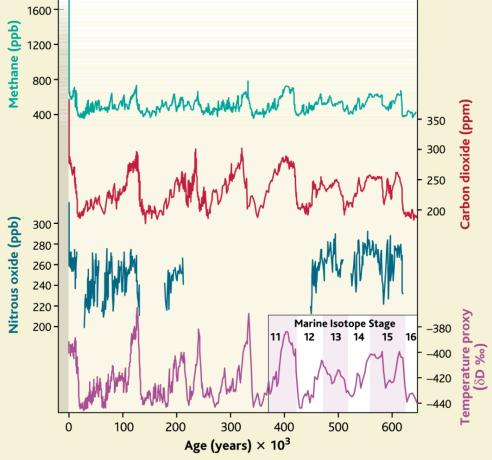 1600
1200
800
400
Methane (ppb)
350
300
250
200
Carbon dioxide (ppm)
300
280
260
240
220
200
Nitrous oxide (ppb)
Marine Isotope Stage
11 12 13 14 15 16
−380
−400
−420
−440
Temperature proxy
(δD ‰)
0 100 200 300 400 500 600
Age (years) × 10³